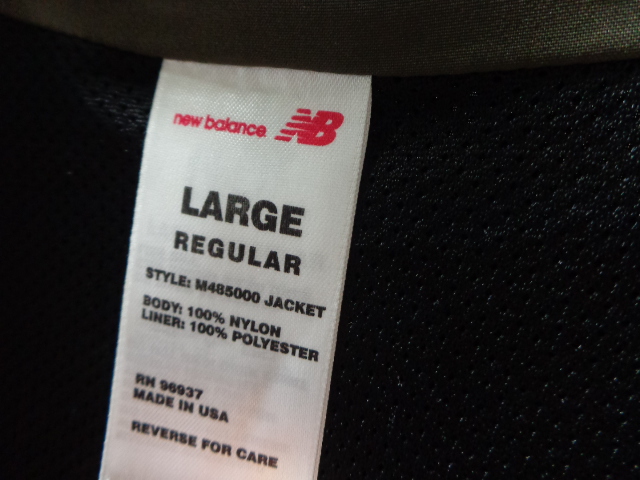 new balance NB
LARGE
REGULAR
STYLE: M485000 JACKET
BODY: 100% NYLON
LINER: 100% POLYESTER
RN 96937
MADE IN USA
REVERSE FOR CARE